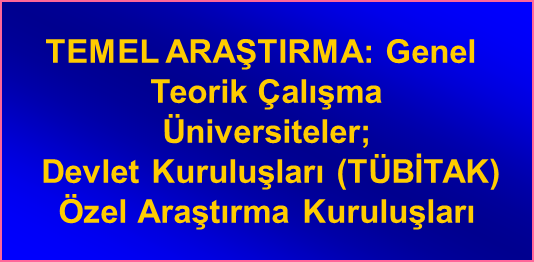 TEMEL ARAŞTIRMA: Genel
Teorik Çalışma
Üniversiteler;
Devlet Kuruluşları (TÜBİTAK)
Özel Araştırma Kuruluşları